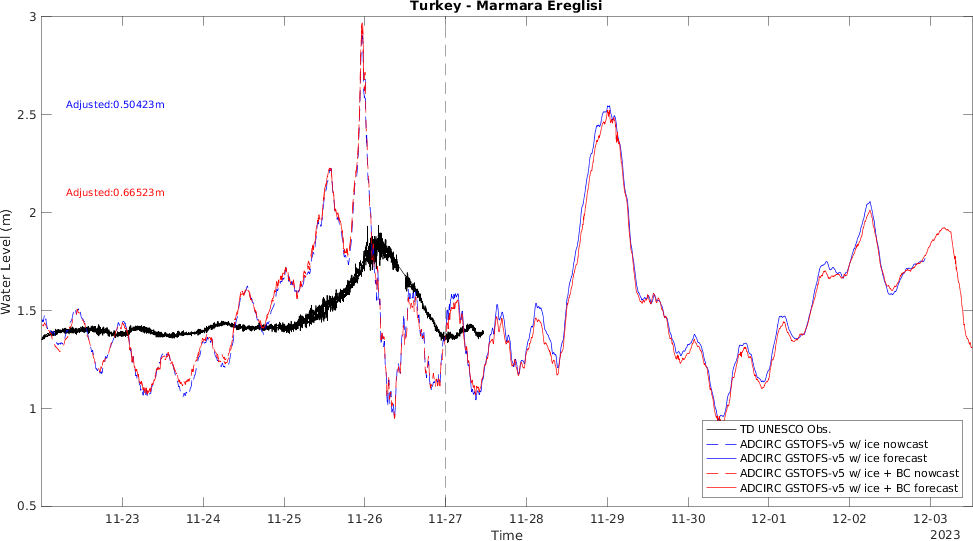 Turkey - Marmara Ereglisi
3
2.5
2
1.5
1
0.5
Water Level (m)
Adjusted:0.50423m
Adjusted:0.66523m
TD UNESCO Obs.
ADCIRC GSTOFS-v5 w/ ice nowcast
ADCIRC GSTOFS-v5 w/ ice forecast
ADCIRC GSTOFS-v5 w/ ice + BC nowcast
ADCIRC GSTOFS-v5 w/ ice + BC forecast
11-23 11-24 11-25 11-26 11-27 11-28 11-29 11-30 12-01 12-02 12-03
2023
Time